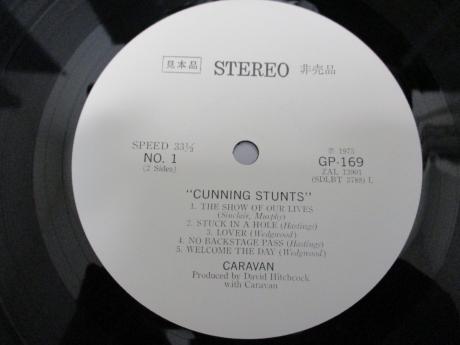 見本品 STEREO 非売品
SPEED 33⅓
NO. 1
(2 Sides)
℗ 1975
GP-169
ZAL 13001
(SDLBT 3788) L
"CUNNING STUNTS"
1. THE SHOW OF OUR LIVES
(Sinclair, Murphy)
2. STUCK IN A HOLE (Hastings)
3. LOVER (Wedgwood)
4. NO BACKSTAGE PASS (Hastings)
5. WELCOME THE DAY (Wedgwood)
CARAVAN
Produced by David Hitchcock
with Caravan